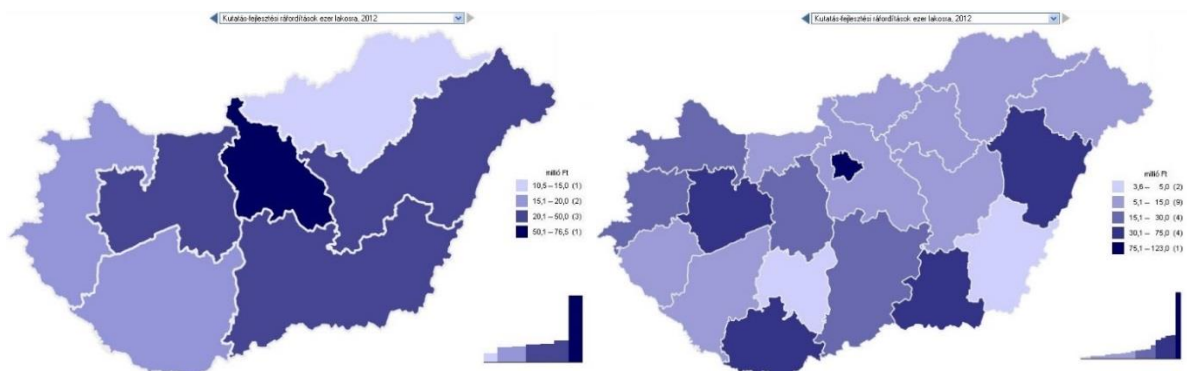 Kutatás-fejlesztési ráfordítások ezer lakosra, 2012
millió Ft
10,5 – 15,0 (1)
15,1 – 20,0 (2)
20,1 – 50,0 (3)
50,1 – 76,5 (1)
Kutatás-fejlesztési ráfordítások ezer lakosra, 2012
millió Ft
3,6 – 5,0 (2)
5,1 – 15,0 (9)
15,1 – 30,0 (4)
30,1 – 75,0 (4)
75,1 – 123,0 (1)